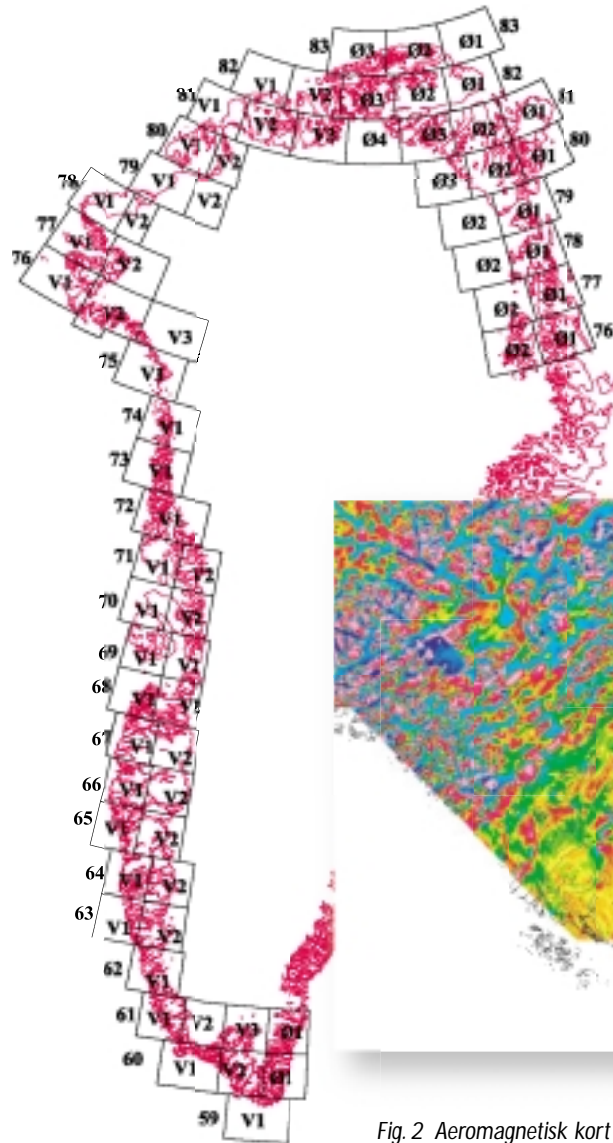 83 Ø3 Ø2 Ø1 83
82 V1 V2 Ø3 Ø2 Ø1 82
81 V1 V2 V3 Ø4 Ø3 Ø2 Ø1
80 V1 V2 Ø3 Ø2 Ø1 80
79 V1 V2 Ø2 Ø1 79
78 V1 V2 Ø2 Ø1 78
77 V1 V2 Ø2 Ø1 77
76 V1 V2 V3 Ø2 Ø1 76
75 V1
74 V1
73 V1
72 V1
71 V1 V2
70 V1 V2
69 V1 V2
68 V1 V2
67 V1 V2
66 V1 V2
65 V1 V2
64 V1 V2
63 V1 V2
62 V1
61 V1 V2 V3 Ø1
60 V1 V2 Ø1
59 V1
Fig. 2 Aeromagnetisk kort